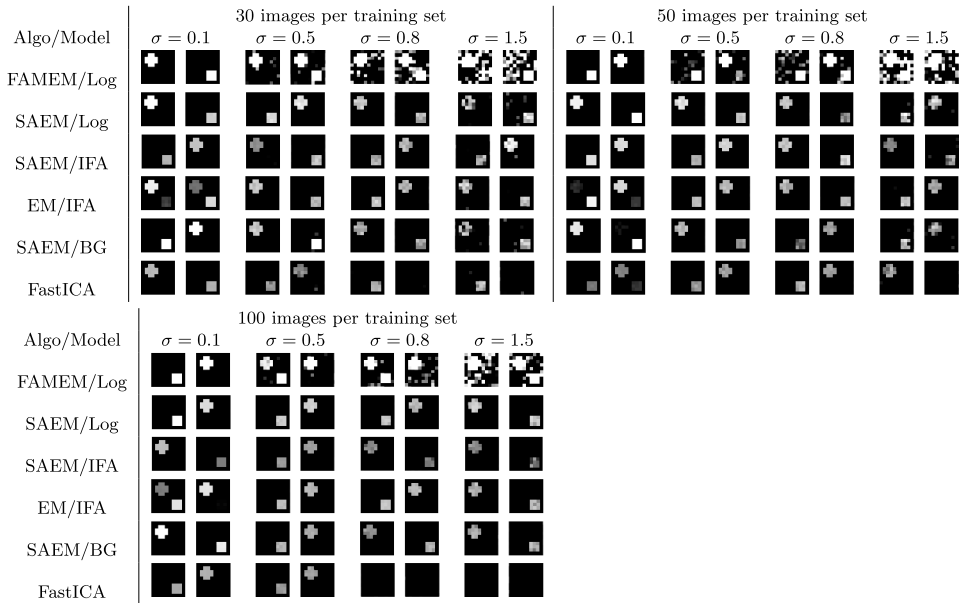 30 images per training set 50 images per training set
Algo/Model σ = 0.1 σ = 0.5 σ = 0.8 σ = 1.5 σ = 0.1 σ = 0.5 σ = 0.8 σ = 1.5
FAMEM/Log
SAEM/Log
SAEM/IFA
EM/IFA
SAEM/BG
FastICA
100 images per training set
Algo/Model σ = 0.1 σ = 0.5 σ = 0.8 σ = 1.5
FAMEM/Log
SAEM/Log
SAEM/IFA
EM/IFA
SAEM/BG
FastICA